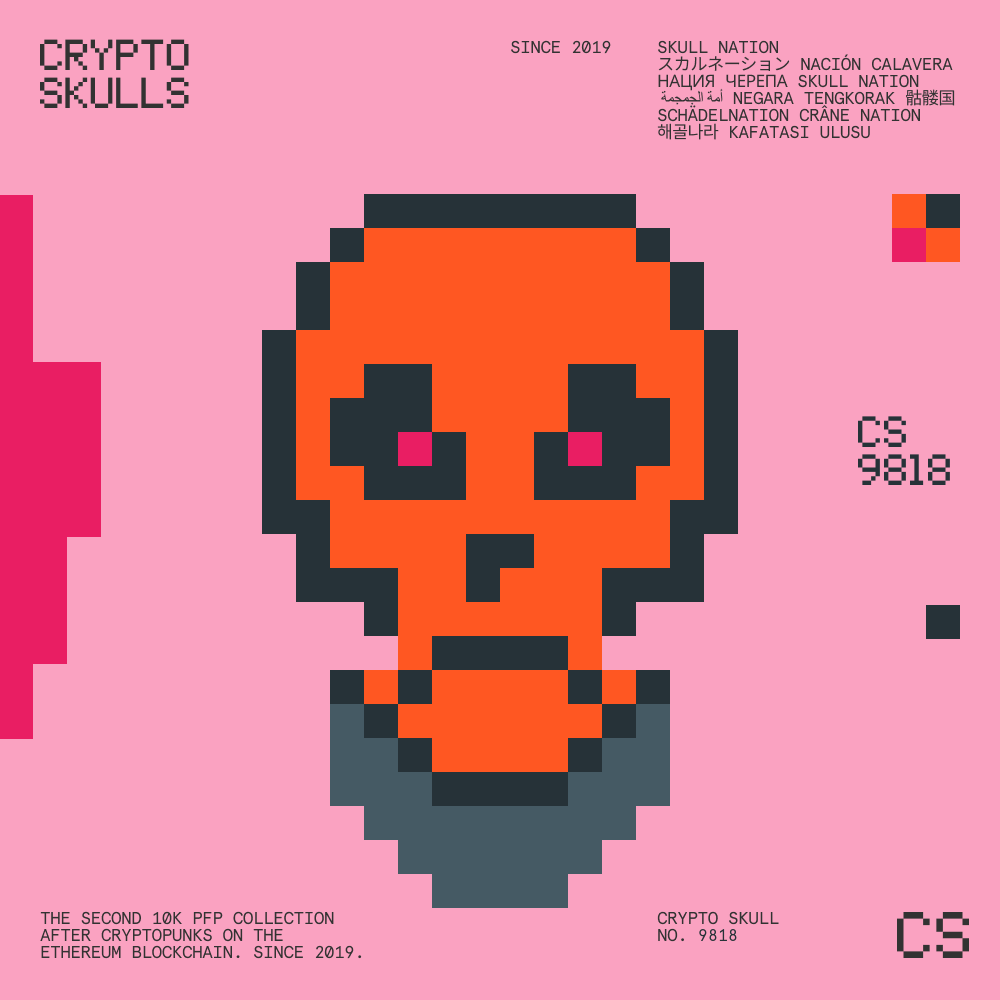 CRYPTO
SKULLS
SINCE 2019
SKULL NATION
スカルネーション NACIÓN CALAVERA
НАЦИЯ ЧЕРЕПА SKULL NATION
أمة الجمجمة NEGARA TENGKORAK 骷髅国
SCHÄDELNATION CRÂNE NATION
해골나라 KAFATASI ULUSU
CS
9818
THE SECOND 10K PFP COLLECTION
AFTER CRYPTOPUNKS ON THE
ETHEREUM BLOCKCHAIN. SINCE 2019.
CRYPTO SKULL
NO. 9818
CS